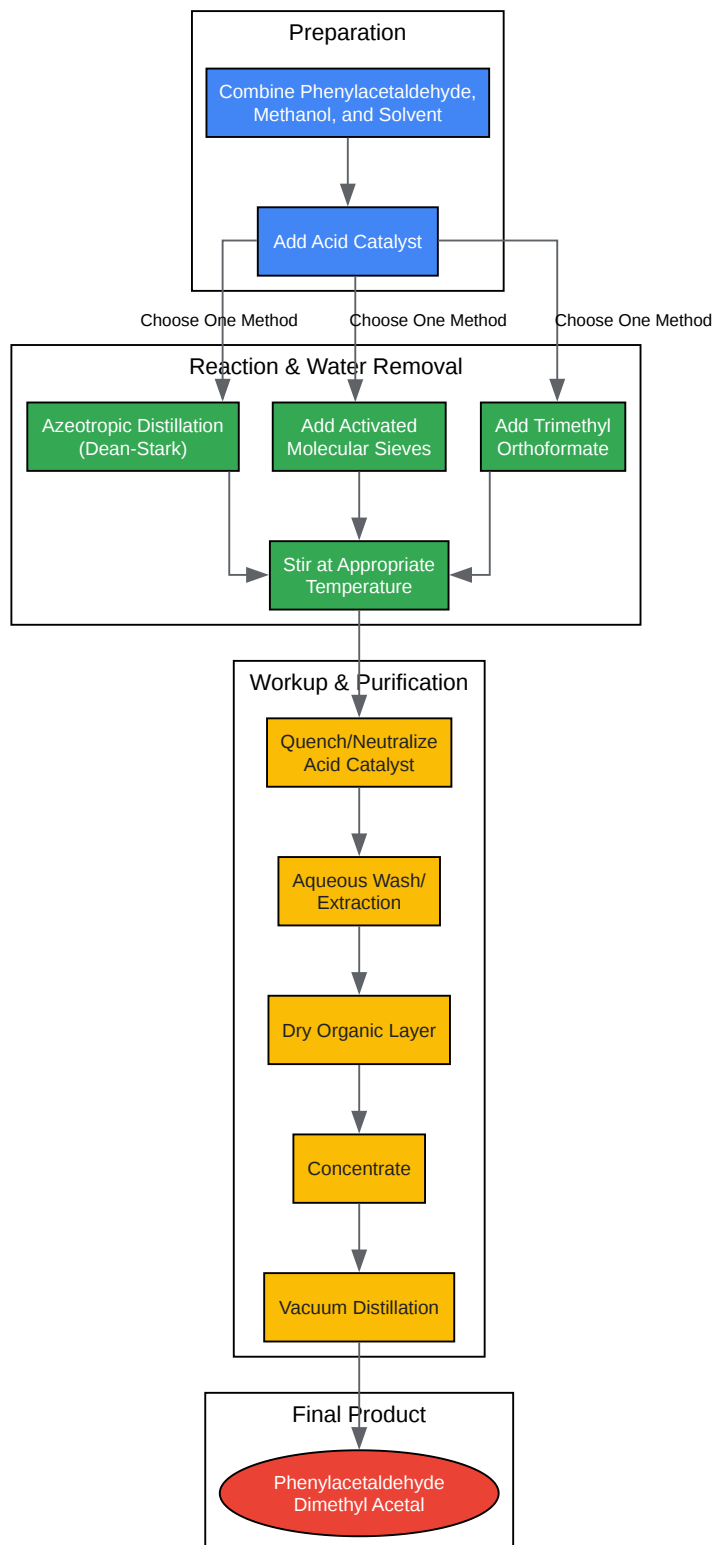 Preparation
Combine Phenylacetaldehyde,
Methanol, and Solvent
Add Acid Catalyst
Choose One Method
Choose One Method
Choose One Method
Reaction & Water Removal
Azeotropic Distillation
(Dean-Stark)
Add Activated
Molecular Sieves
Add Trimethyl
Orthoformate
Stir at Appropriate
Temperature
Workup & Purification
Quench/Neutralize
Acid Catalyst
Aqueous Wash/
Extraction
Dry Organic Layer
Concentrate
Vacuum Distillation
Final Product
Phenylacetaldehyde
Dimethyl Acetal